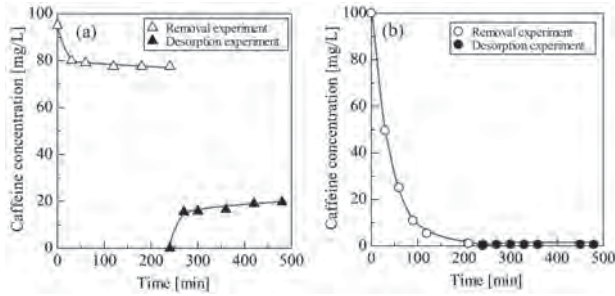 (a)
Removal experiment
Desorption experiment
Caffeine concentration [mg/L]
100
80
60
40
20
0
0 100 200 300 400 500
Time [min]
(b)
Removal experiment
Desorption experiment
Caffeine concentration [mg/L]
100
80
60
40
20
0
0 100 200 300 400 500
Time [min]